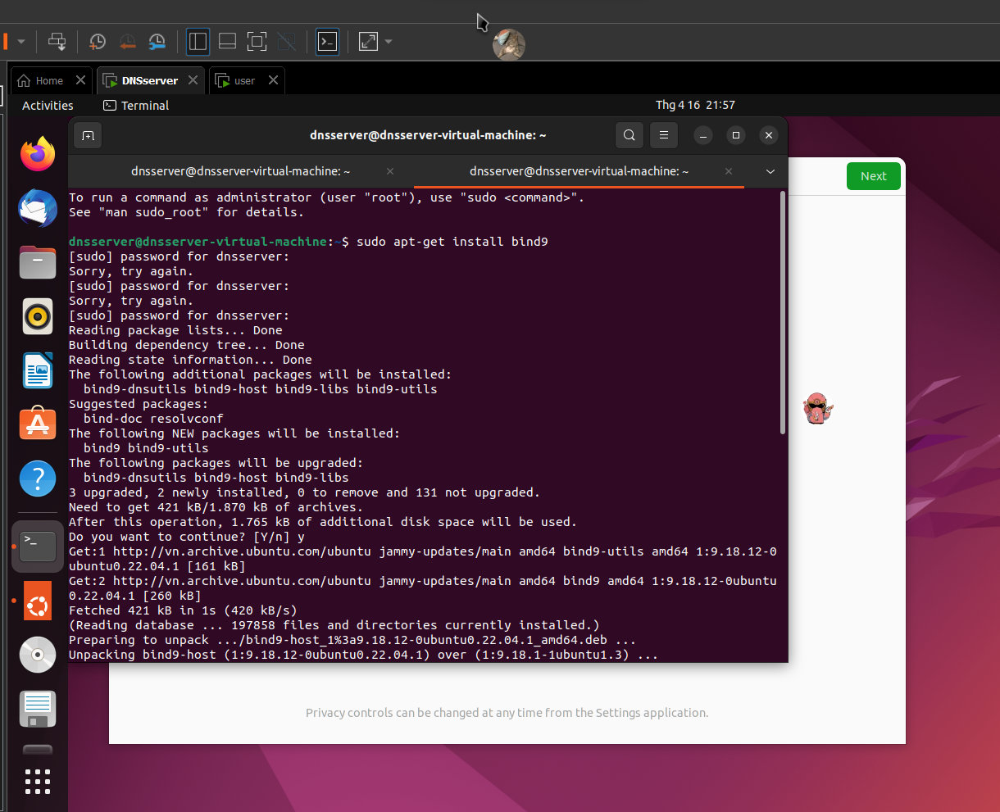 Home
DNSserver
user
Activities
Terminal
Thg 4 16 21:57
dnsserver@dnsserver-virtual-machine: ~
dnsserver@dnsserver-virtual-machine: ~
dnsserver@dnsserver-virtual-machine: ~
Next
To run a command as administrator (user "root"), use "sudo <command>".
See "man sudo_root" for details.
dnsserver@dnsserver-virtual-machine:~$ sudo apt-get install bind9
[sudo] password for dnsserver:
Sorry, try again.
[sudo] password for dnsserver:
Sorry, try again.
[sudo] password for dnsserver:
Reading package lists... Done
Building dependency tree... Done
Reading state information... Done
The following additional packages will be installed:
  bind9-dnsutils bind9-host bind9-libs bind9-utils
Suggested packages:
  bind-doc resolvconf
The following NEW packages will be installed:
  bind9 bind9-utils
The following packages will be upgraded:
  bind9-dnsutils bind9-host bind9-libs
3 upgraded, 2 newly installed, 0 to remove and 131 not upgraded.
Need to get 421 kB/1.870 kB of archives.
After this operation, 1.765 kB of additional disk space will be used.
Do you want to continue? [Y/n] y
Get:1 http://vn.archive.ubuntu.com/ubuntu jammy-updates/main amd64 bind9-utils amd64 1:9.18.12-0
ubuntu0.22.04.1 [161 kB]
Get:2 http://vn.archive.ubuntu.com/ubuntu jammy-updates/main amd64 bind9 amd64 1:9.18.12-0ubuntu
0.22.04.1 [260 kB]
Fetched 421 kB in 1s (420 kB/s)
(Reading database ... 197858 files and directories currently installed.)
Preparing to unpack .../bind9-host_1%3a9.18.12-0ubuntu0.22.04.1_amd64.deb ...
Unpacking bind9-host (1:9.18.12-0ubuntu0.22.04.1) over (1:9.18.1-1ubuntu1.3) ...
Privacy controls can be changed at any time from the Settings application.